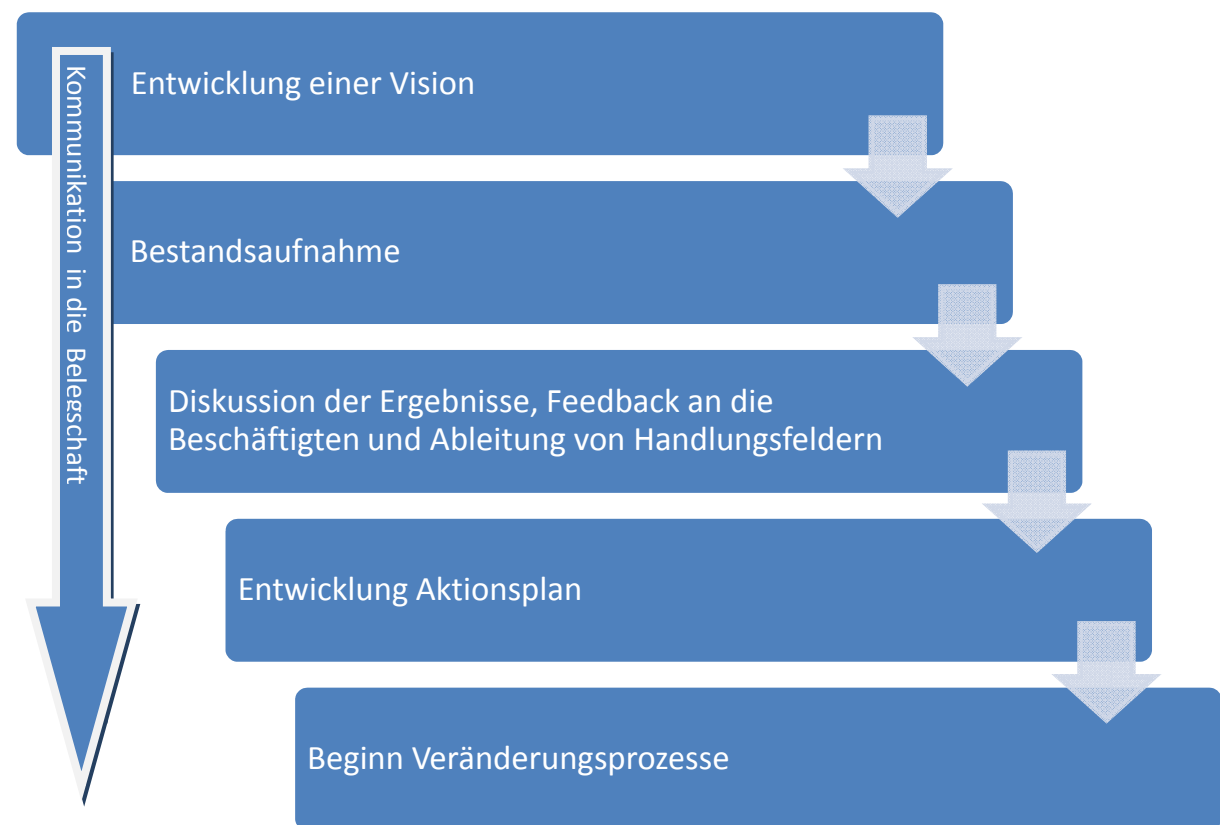 Kommunikation in die Belegschaft
Entwicklung einer Vision
Bestandsaufnahme
Diskussion der Ergebnisse, Feedback an die
Beschäftigten und Ableitung von Handlungsfeldern
Entwicklung Aktionsplan
Beginn Veränderungsprozesse